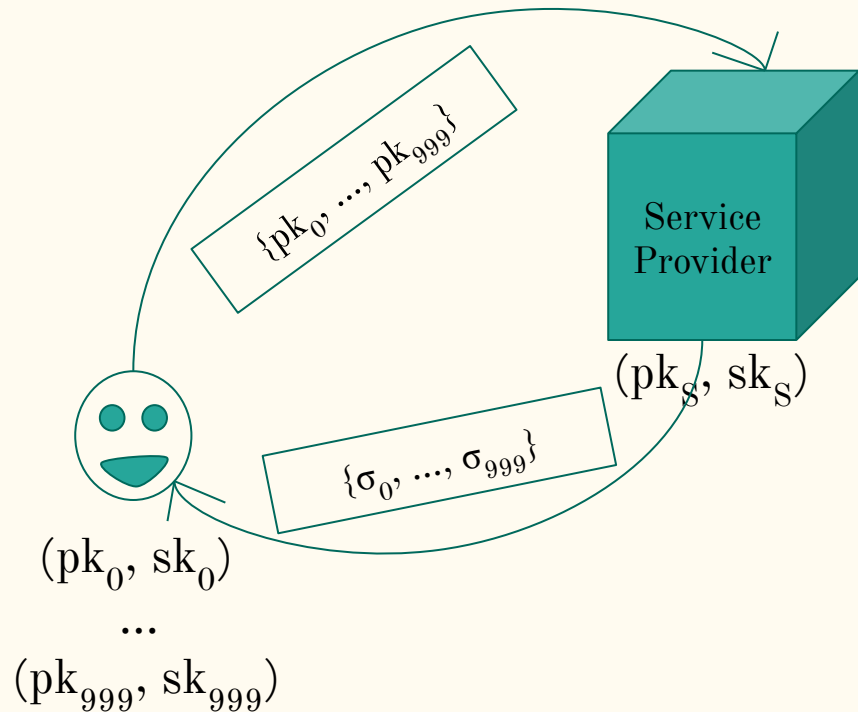 {pk₀, ..., pk₉₉₉}
Service
Provider
(pkₛ, skₛ)
{σ₀, ..., σ₉₉₉}
(pk₀, sk₀)
...
(pk₉₉₉, sk₉₉₉)